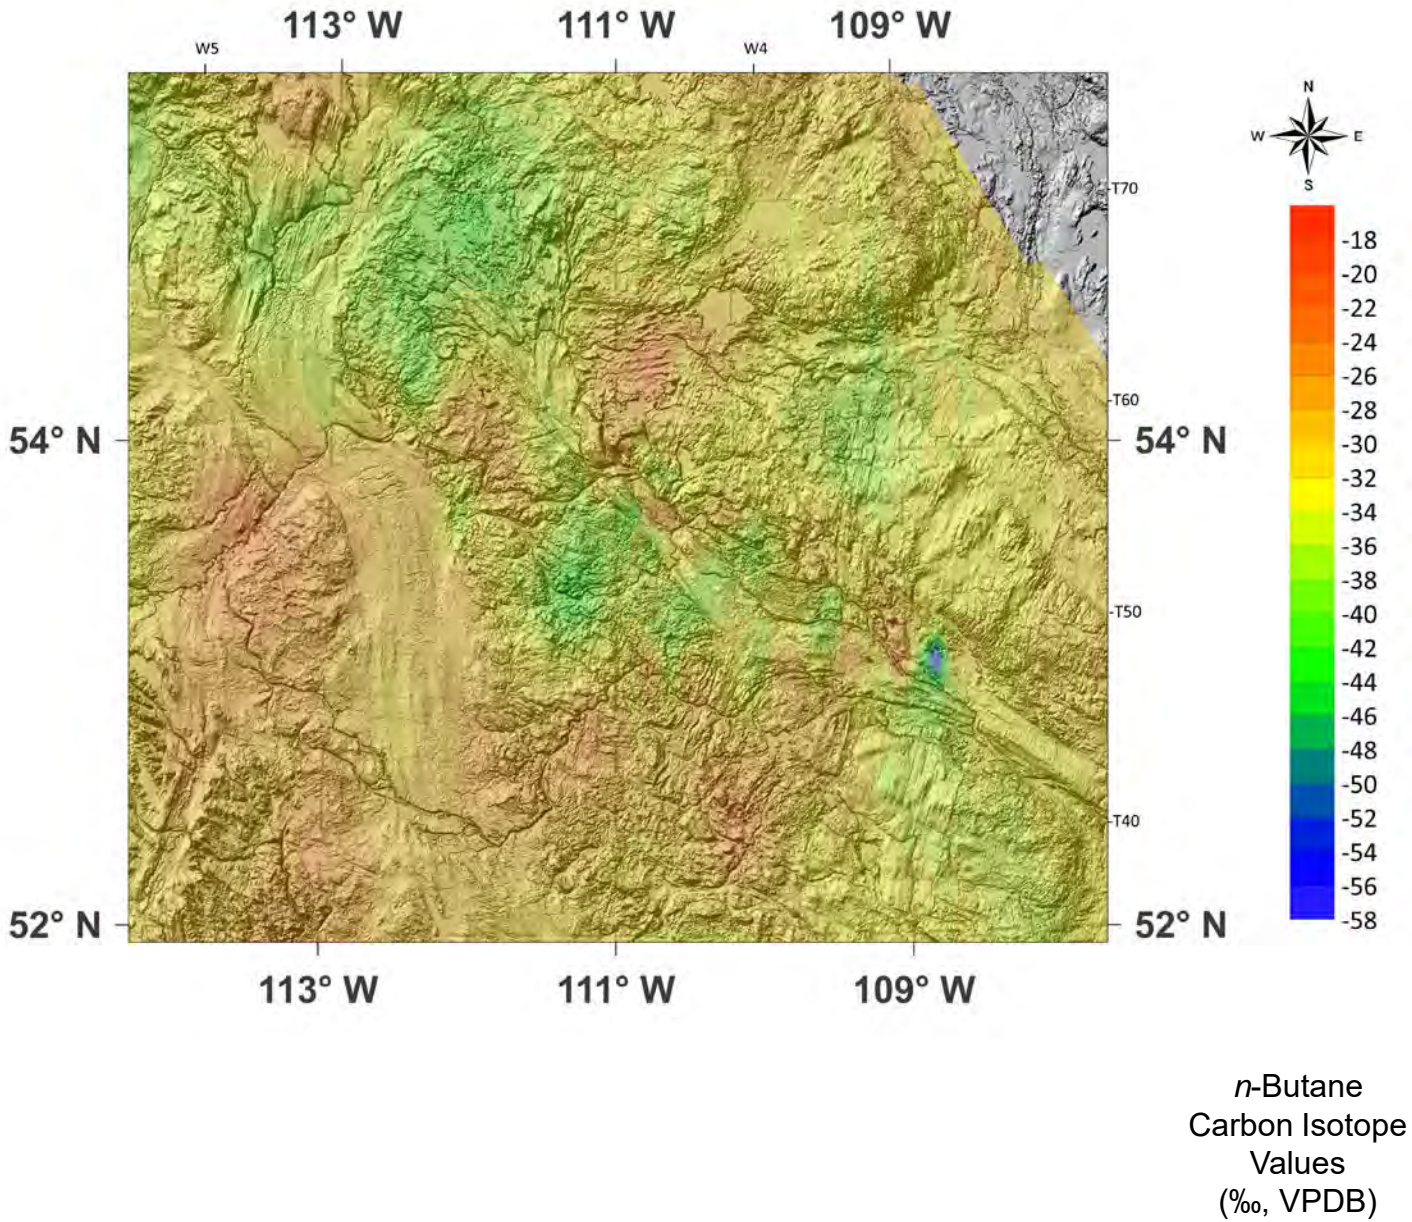 113° W 111° W 109° W
W5 W4
N
W E
S
T70
T60
54° N 54° N
T50
T40
52° N 52° N
113° W 111° W 109° W
-18
-20
-22
-24
-26
-28
-30
-32
-34
-36
-38
-40
-42
-44
-46
-48
-50
-52
-54
-56
-58
n-Butane
Carbon Isotope
Values
(‰, VPDB)